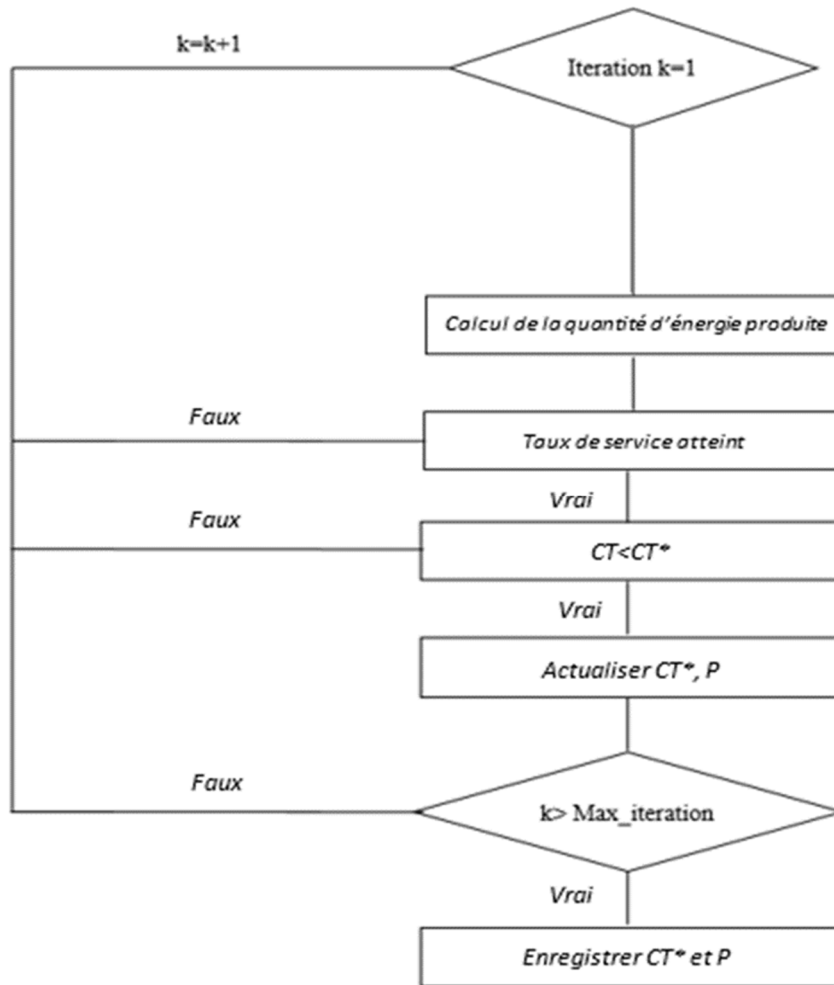 k=k+1
Iteration k=1
Calcul de la quantité d'énergie produite
Faux
Taux de service atteint
Vrai
Faux
CT<CT*
Vrai
Actualiser CT*, P
Faux
k> Max_iteration
Vrai
Enregistrer CT* et P